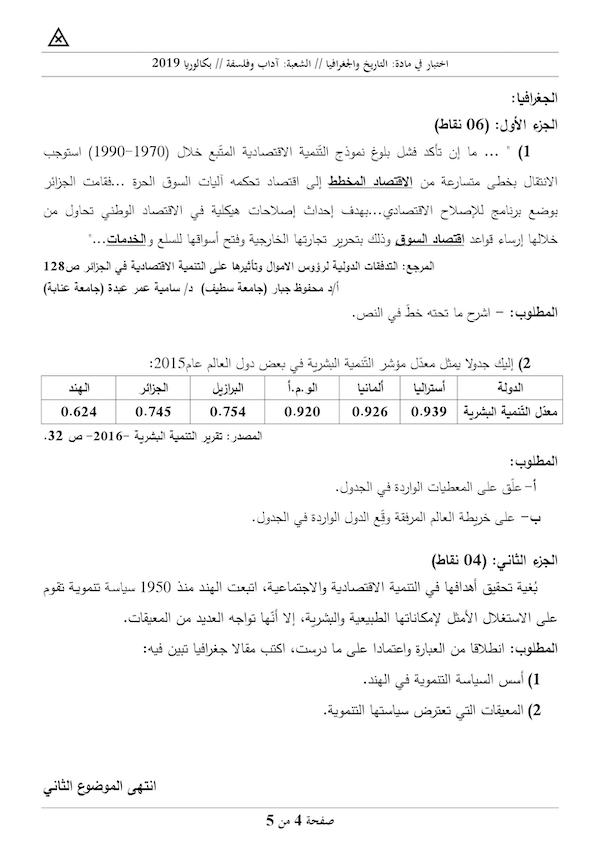 اختبار في مادة: التاريخ والجغرافيا // الشعبة: آداب وفلسفة // بكالوريا 2019
الجغرافيا:
الجزء الأول: (06 نقاط)
1) " ... ما إن تأكد فشل بلوغ نموذج التّنمية الاقتصادية المتّبع خلال (1970-1990) استوجب
الانتقال بخطى متسارعة من الاقتصاد المخطط إلى اقتصاد تحكمه آليات السوق الحرة ...فقامت الجزائر
بوضع برنامج للإصلاح الاقتصادي...بهدف إحداث إصلاحات هيكلية في الاقتصاد الوطني تحاول من
خلالها إرساء قواعد اقتصاد السوق وذلك بتحرير تجارتها الخارجية وفتح أسواقها للسلع والخدمات..."
المرجع: التدفقات الدولية لرؤوس الاموال وتأثيرها على التنمية الاقتصادية في الجزائر ص128
أ/د محفوظ جبار (جامعة سطيف) د/ سامية عمر عبدة (جامعة عنابة)
المطلوب: - اشرح ما تحته خطّ في النص.
2) إليك جدولا يمثل معدّل مؤشر التّنمية البشرية في بعض دول العالم عام2015:
الدولة أستراليا ألمانيا الو.م.أ البرازيل الجزائر الهند
معدّل التّنمية البشرية 0.939 0.926 0.920 0.754 0.745 0.624
المصدر: تقرير التنمية البشرية -2016- ص 32.
المطلوب:
أ- علّق على المعطيات الواردة في الجدول.
ب- على خريطة العالم المرفقة وقّع الدول الواردة في الجدول.
الجزء الثاني: (04 نقاط)
بُغية تحقيق أهدافها في التنمية الاقتصادية والاجتماعية، اتبعت الهند منذ 1950 سياسة تنموية تقوم
على الاستغلال الأمثل لإمكاناتها الطبيعية والبشرية، إلا أنّها تواجه العديد من المعيقات.
المطلوب: انطلاقا من العبارة واعتمادا على ما درست، اكتب مقالا جغرافيا تبين فيه:
1) أسس السياسة التنموية في الهند.
2) المعيقات التي تعترض سياستها التنموية.
انتهى الموضوع الثاني
صفحة 4 من 5